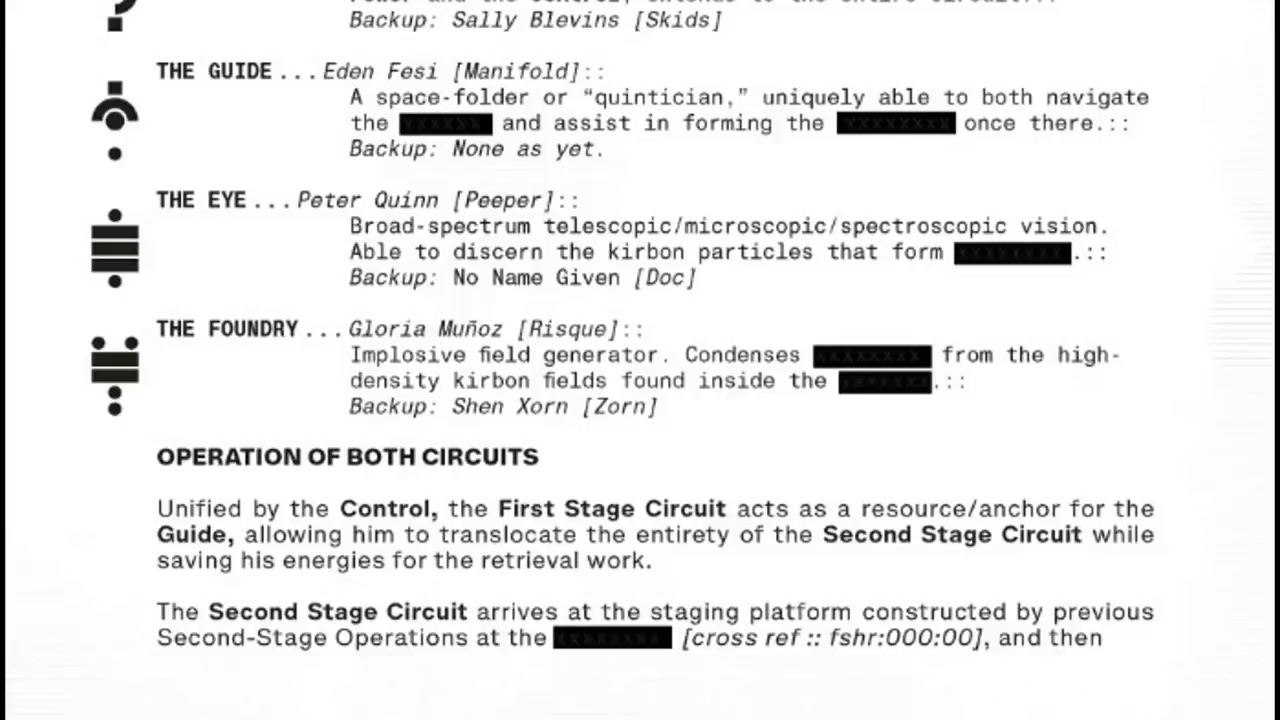 Backup: Sally Blevins [Skids]
THE GUIDE...Eden Fesi [Manifold]::
A space-folder or “quintician,” uniquely able to both navigate
the xxxxxxx and assist in forming the xxxxxxxxx once there.::
Backup: None as yet.
THE EYE...Peter Quinn [Peeper]::
Broad-spectrum telescopic/microscopic/spectroscopic vision.
Able to discern the kirbon particles that form xxxxxxxxx.::
Backup: No Name Given [Doc]
THE FOUNDRY...Gloria Muñoz [Risque]::
Implosive field generator. Condenses xxxxxxxxx from the high-
density kirbon fields found inside the xxxxxxx.::
Backup: Shen Xorn [Zorn]
OPERATION OF BOTH CIRCUITS
Unified by the Control, the First Stage Circuit acts as a resource/anchor for the
Guide, allowing him to translocate the entirety of the Second Stage Circuit while
saving his energies for the retrieval work.
The Second Stage Circuit arrives at the staging platform constructed by previous
Second-Stage Operations at the xxxxxxxxx [cross ref :: fshr:000:00], and then